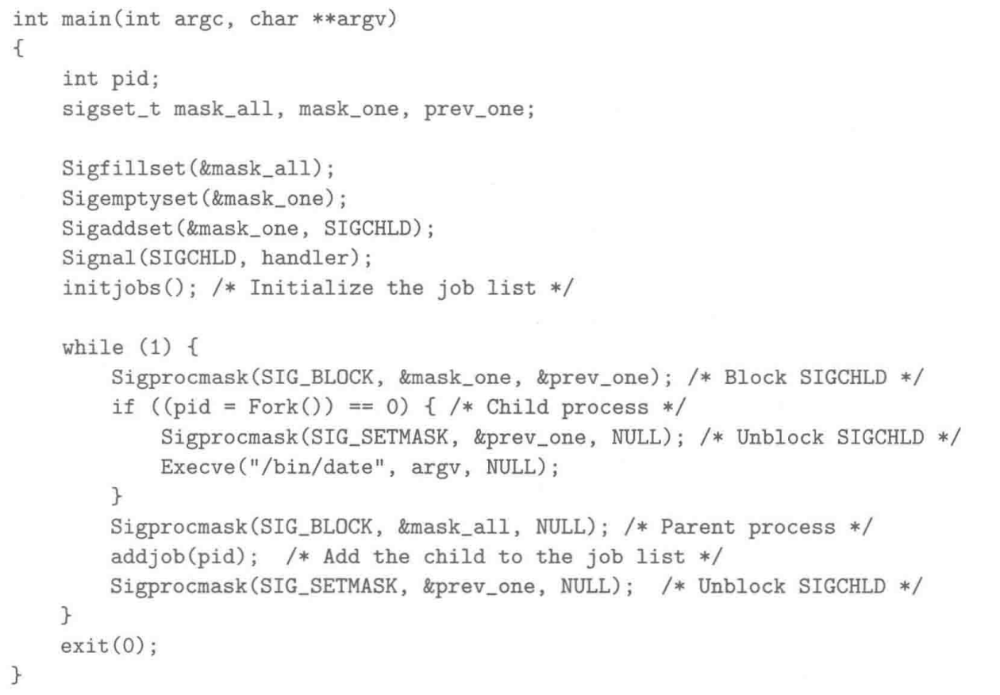 int main(int argc, char **argv)
{
    int pid;
    sigset_t mask_all, mask_one, prev_one;

    Sigfillset(&mask_all);
    Sigemptyset(&mask_one);
    Sigaddset(&mask_one, SIGCHLD);
    Signal(SIGCHLD, handler);
    initjobs(); /* Initialize the job list */

    while (1) {
        Sigprocmask(SIG_BLOCK, &mask_one, &prev_one); /* Block SIGCHLD */
        if ((pid = Fork()) == 0) { /* Child process */
            Sigprocmask(SIG_SETMASK, &prev_one, NULL); /* Unblock SIGCHLD */
            Execve("/bin/date", argv, NULL);
        }
        Sigprocmask(SIG_BLOCK, &mask_all, NULL); /* Parent process */
        addjob(pid);  /* Add the child to the job list */
        Sigprocmask(SIG_SETMASK, &prev_one, NULL);  /* Unblock SIGCHLD */
    }
    exit(0);
}